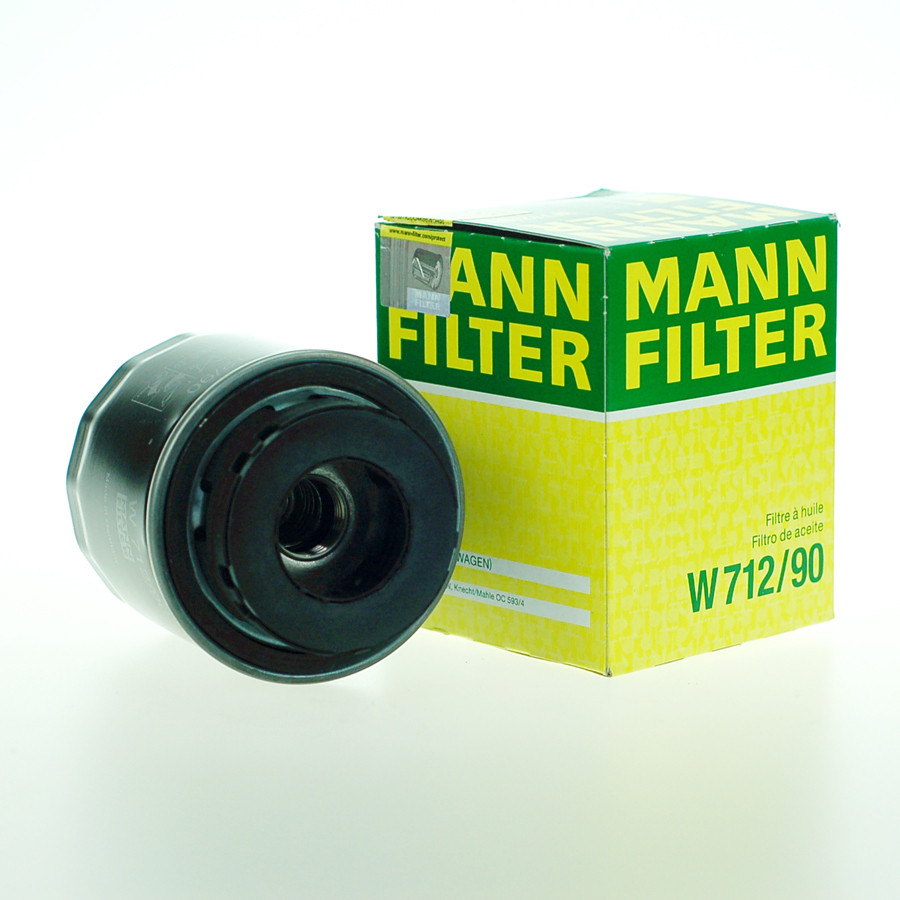 www.mann-filter.com/protect
MANN
FILTER
MANN
FILTER
Filtre à huile
Filtro de aceite
W 712/90
WAGEN)
Knecht/Mahle OC 593/4